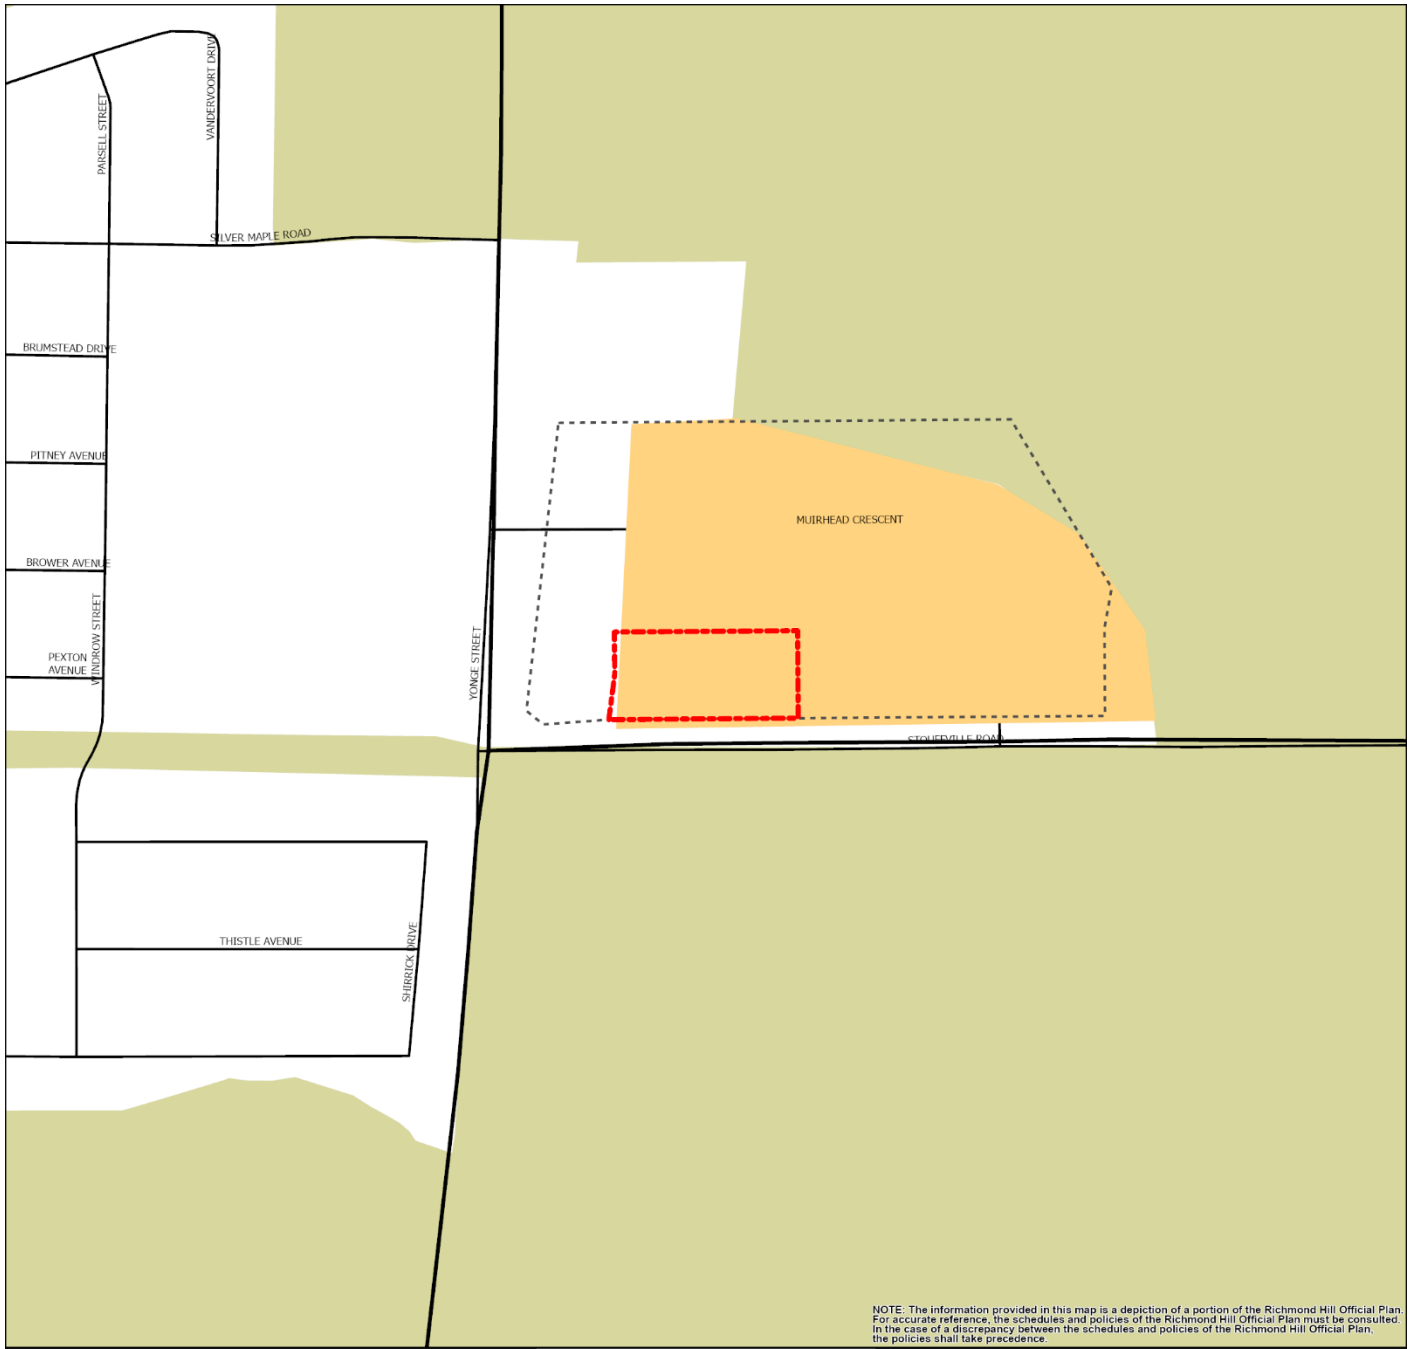 VANDERVOORT DRIVE
PARSELL STREET
SILVER MAPLE ROAD
BRUMSTEAD DRIVE
PITNEY AVENUE
MUIRHEAD CRESCENT
BROWER AVENUE
WINDROW STREET
YONGE STREET
PEXTON
AVENUE
STOUFFVILLE ROAD
THISTLE AVENUE
SHIRRICK DRIVE
NOTE: The information provided in this map is a depiction of a portion of the Richmond Hill Official Plan.
For accurate reference, the schedules and policies of the Richmond Hill Official Plan must be consulted.
In the case of a discrepancy between the schedules and policies of the Richmond Hill Official Plan,
the policies shall take precedence.